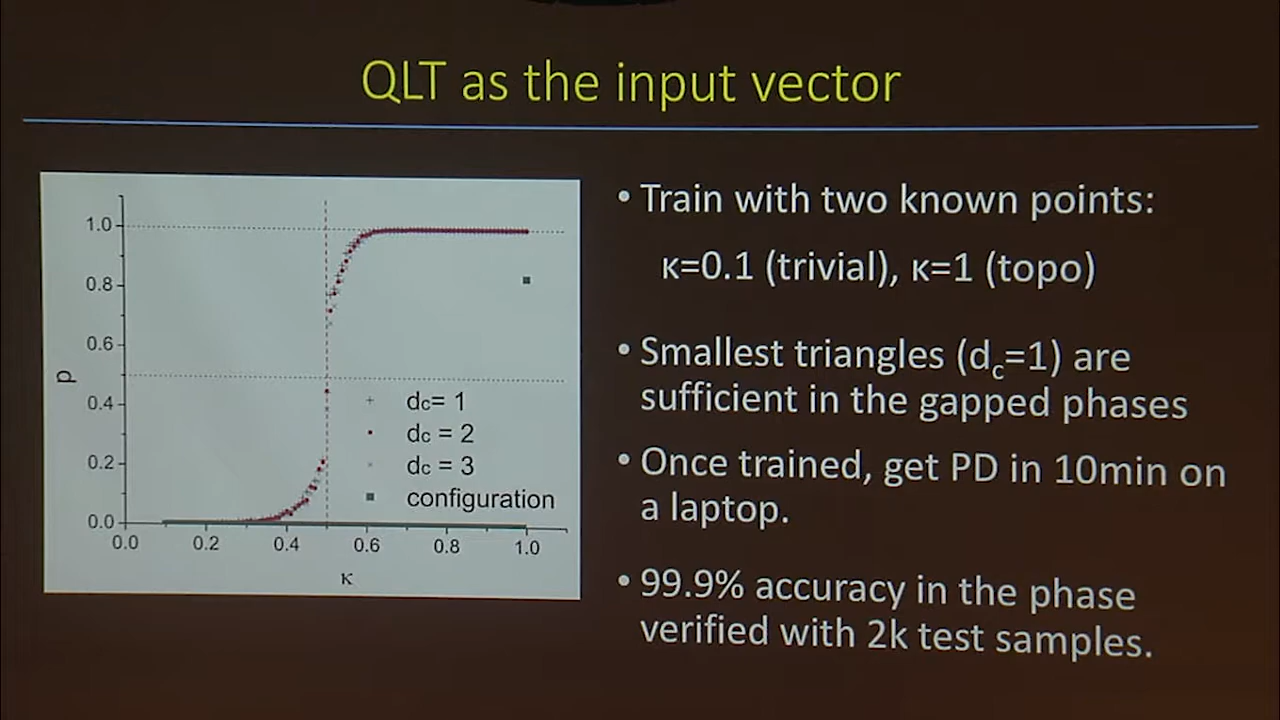 QLT as the input vector
1.0
0.8
0.6
0.4
0.2
0.0
p
0.0 0.2 0.4 0.6 0.8 1.0
κ
dc= 1
dc = 2
dc = 3
configuration
• Train with two known points:
κ=0.1 (trivial), κ=1 (topo)
• Smallest triangles (dc=1) are
sufficient in the gapped phases
• Once trained, get PD in 10min on
a laptop.
• 99.9% accuracy in the phase
verified with 2k test samples.